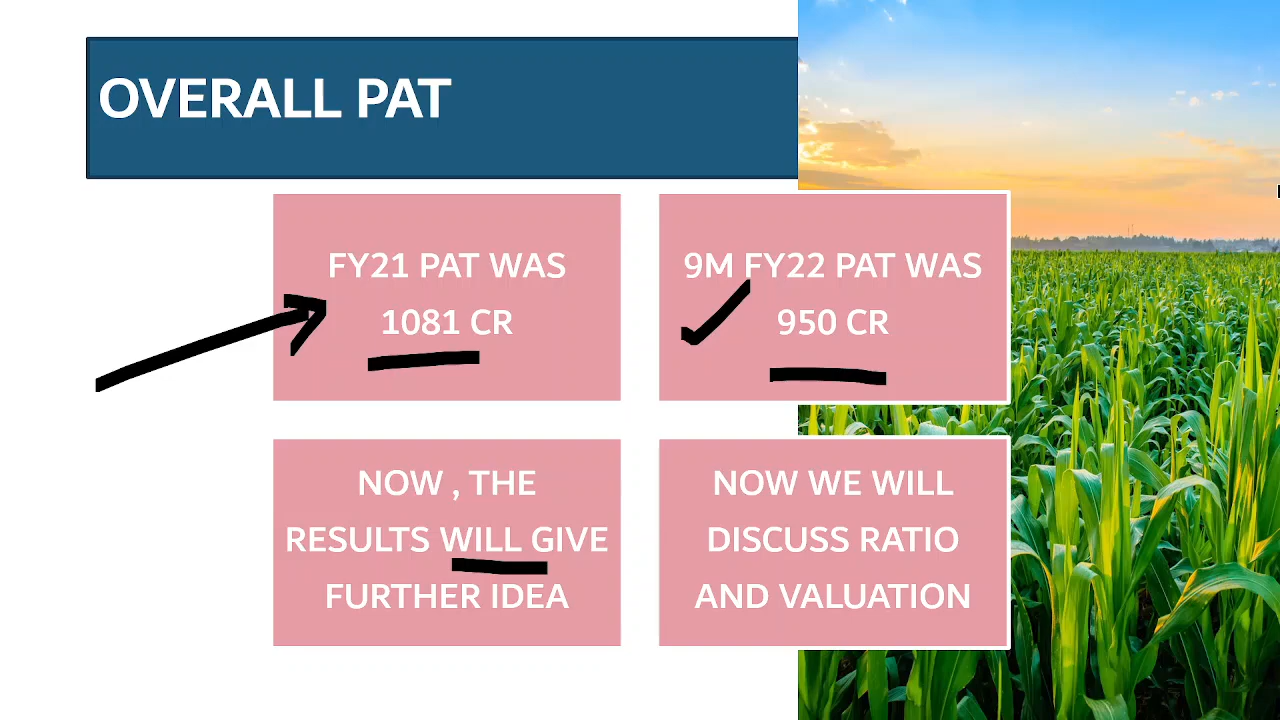 OVERALL PAT
FY21 PAT WAS
1081 CR
9M FY22 PAT WAS
950 CR
NOW , THE
RESULTS WILL GIVE
FURTHER IDEA
NOW WE WILL
DISCUSS RATIO
AND VALUATION